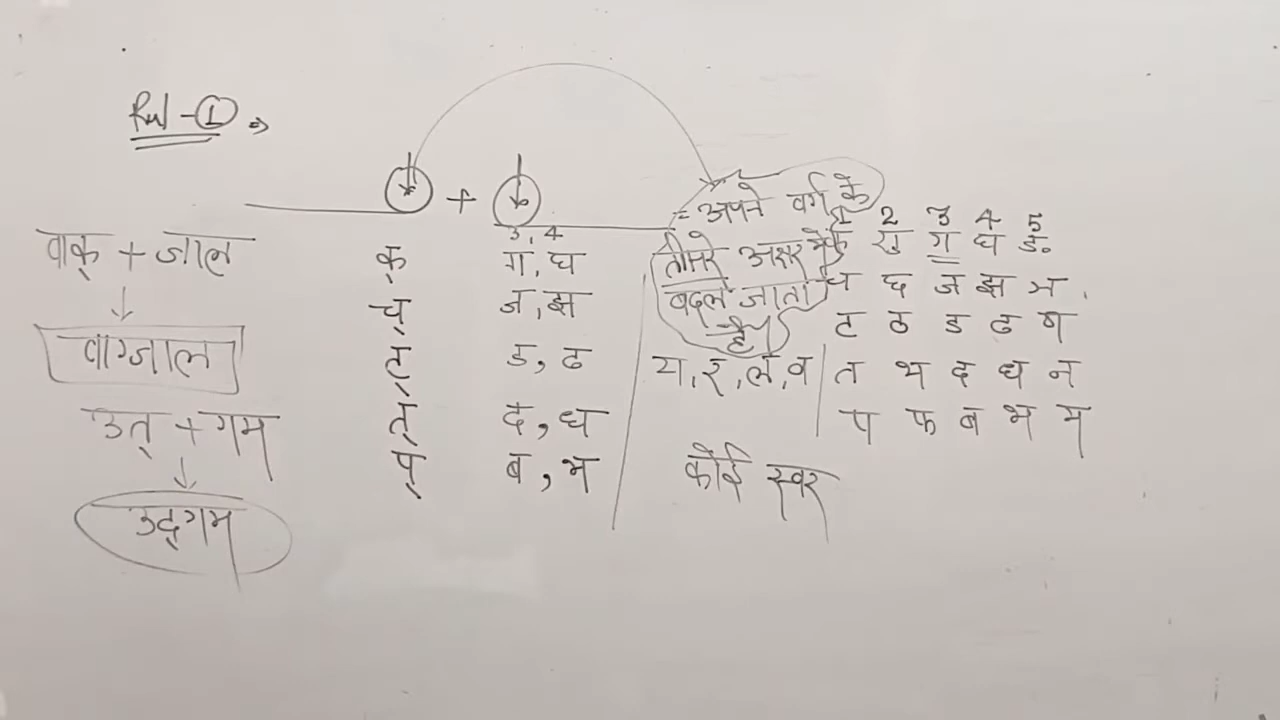 Rul-① ⇒
+
= अपने वर्ग के
1 2 3 4 5
तीसरे अक्षर में
क ख ग घ ङ
बदल जाता
च छ ज झ ञ
है।
ट ठ ड ढ ण
त थ द ध न
प फ ब भ म
वाक् + जाल
↓
वाग्जाल
उत् + गम
↓
उद्गम
क्
च्
ट्
त्
प्
3, 4
ग, घ
ज, झ
ड, ढ
द, ध
ब, भ
य, र, ल, व
कोई स्वर